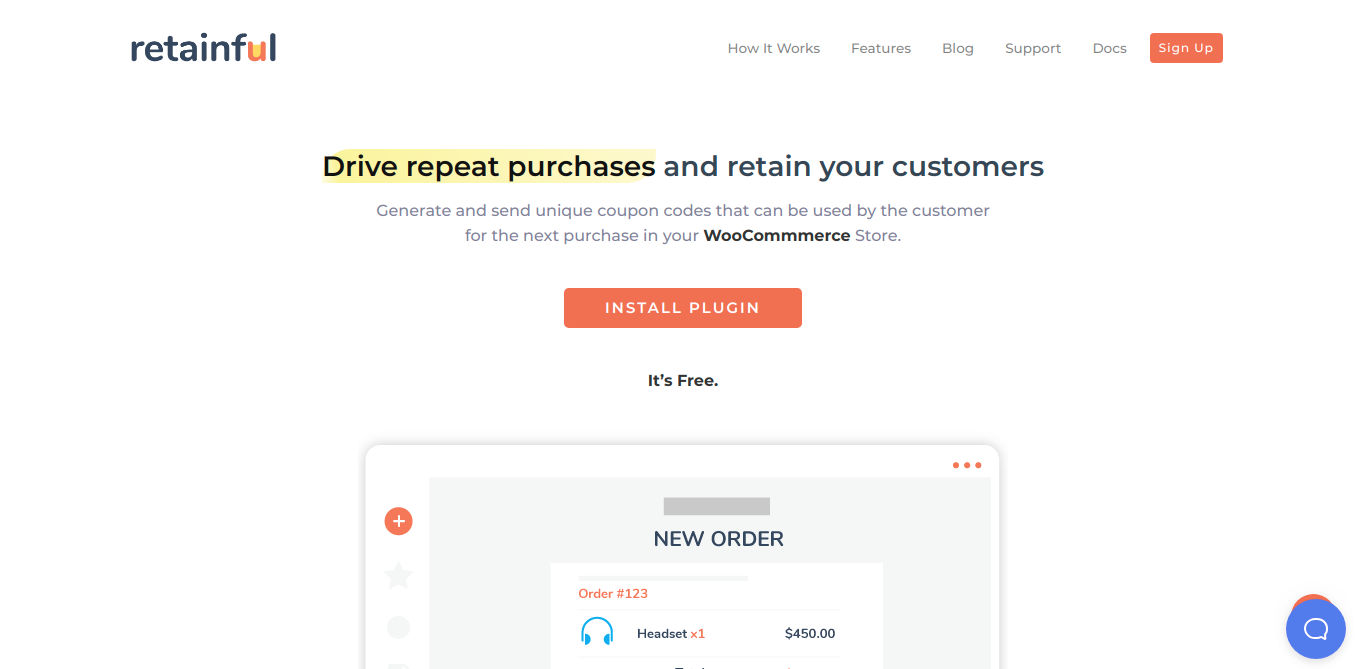 retainful
How It Works Features Blog Support Docs Sign Up
Drive repeat purchases and retain your customers
Generate and send unique coupon codes that can be used by the customer
for the next purchase in your WooCommmerce Store.
INSTALL PLUGIN
It's Free.
NEW ORDER
Order #123
Headset x1 $450.00